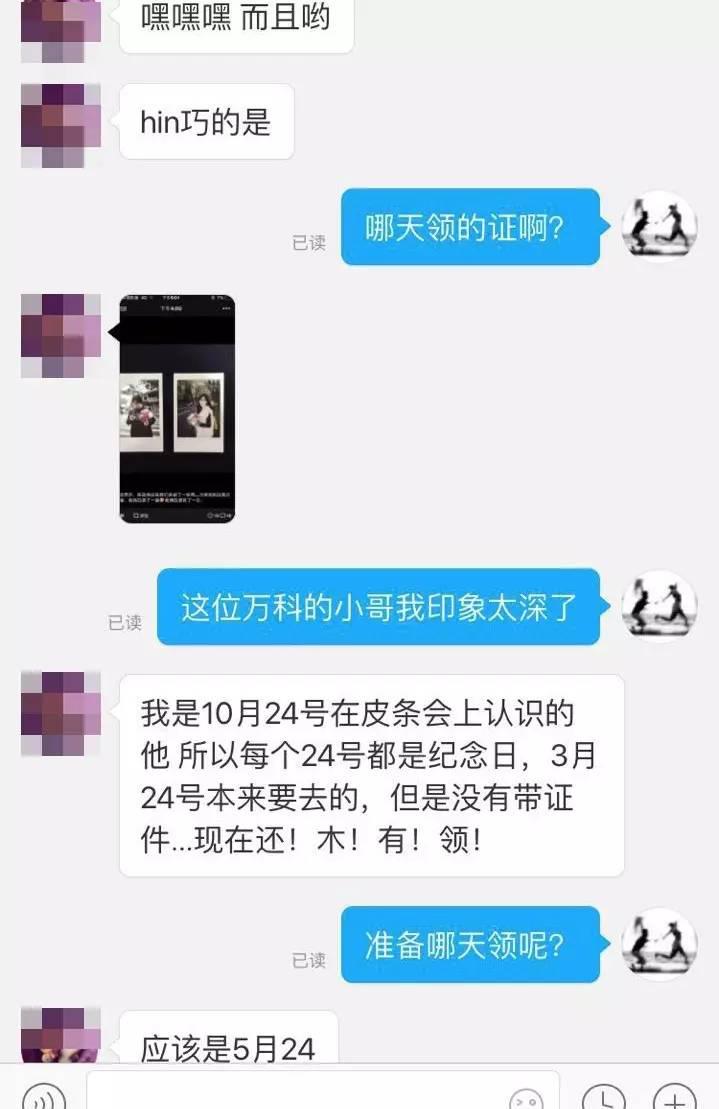 嘿嘿嘿 而且哟
hin巧的是
哪天领的证啊？
已读
这位万科的小哥我印象太深了
已读
我是10月24号在皮条会上认识的
他 所以每个24号都是纪念日，3月
24号本来要去的，但是没有带证
件...现在还！木！有！领！
准备哪天领呢？
已读
应该是5月24